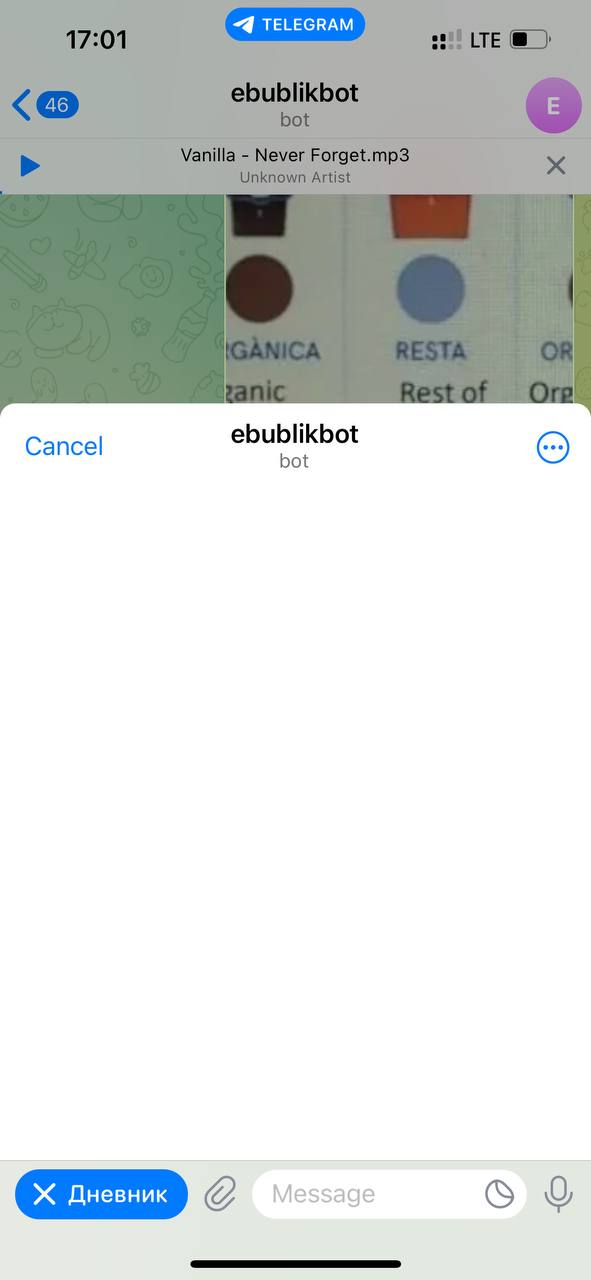 17:01
TELEGRAM
LTE
46
ebublikbot
bot
E
Vanilla - Never Forget.mp3
Unknown Artist
RGÀNICA
RESTA
OR
ganic
Rest of
Org
Cancel
ebublikbot
bot
Дневник
Message